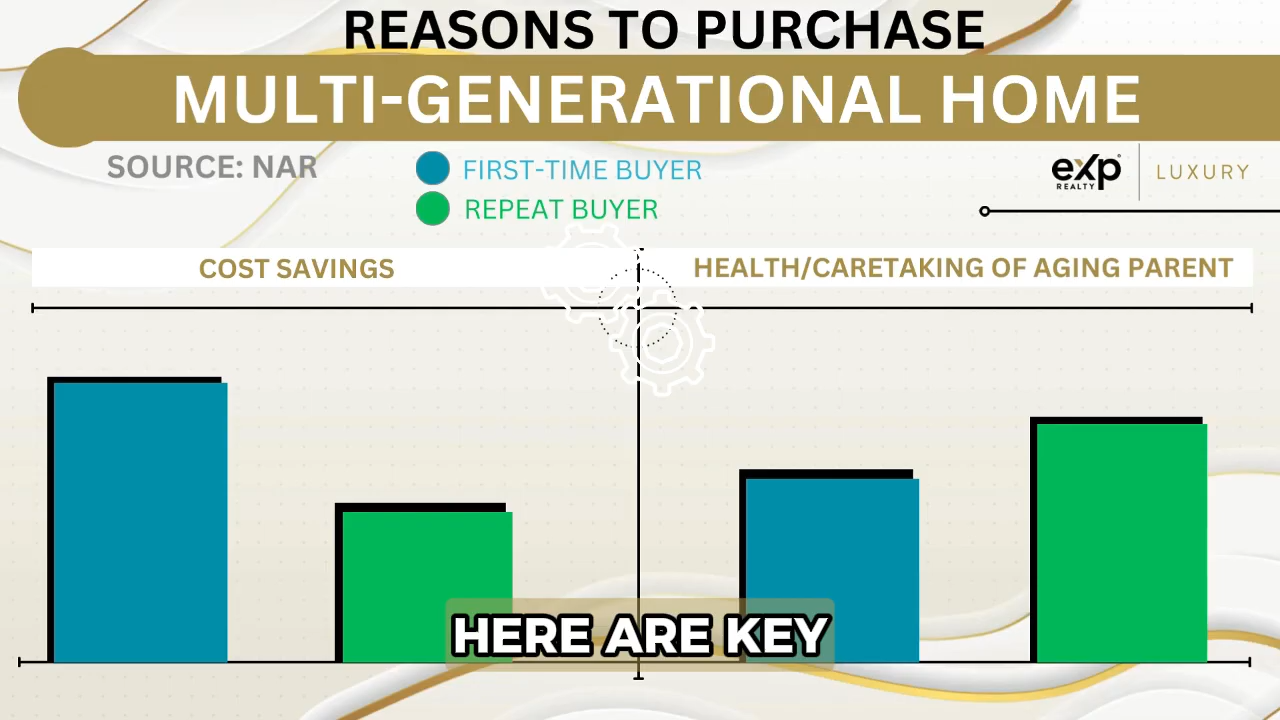 REASONS TO PURCHASE
MULTI-GENERATIONAL HOME
SOURCE: NAR
FIRST-TIME BUYER
REPEAT BUYER
exp
REALTY
LUXURY
COST SAVINGS
HEALTH/CARETAKING OF AGING PARENT
HERE ARE KEY